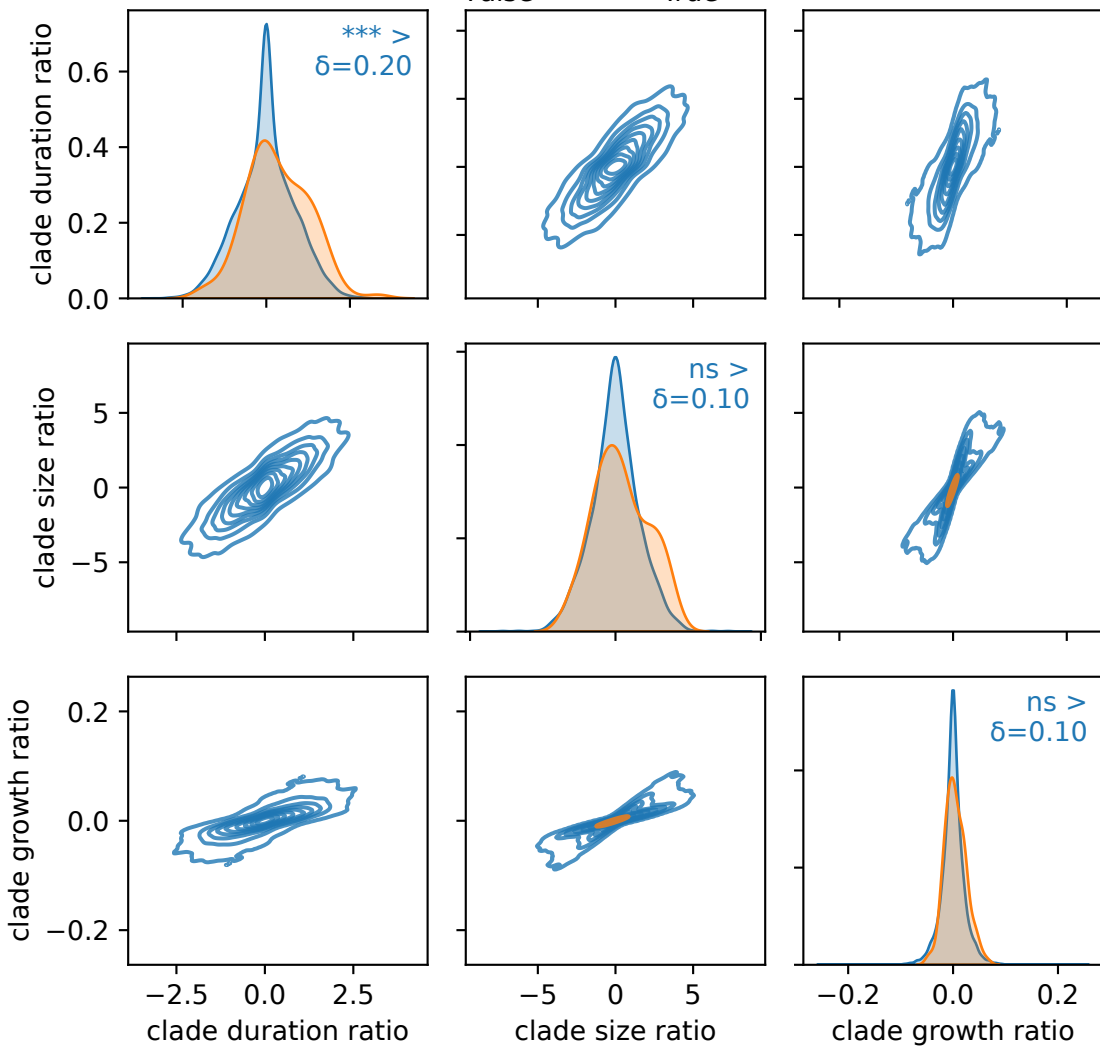 clade duration ratio
0.6
0.4
0.2
0.0
*** >
δ=0.20
clade size ratio
5
0
−5
ns >
δ=0.10
clade growth ratio
0.2
0.0
−0.2
ns >
δ=0.10
−2.5 0.0 2.5
−5 0 5
−0.2 0.0 0.2
clade duration ratio
clade size ratio
clade growth ratio